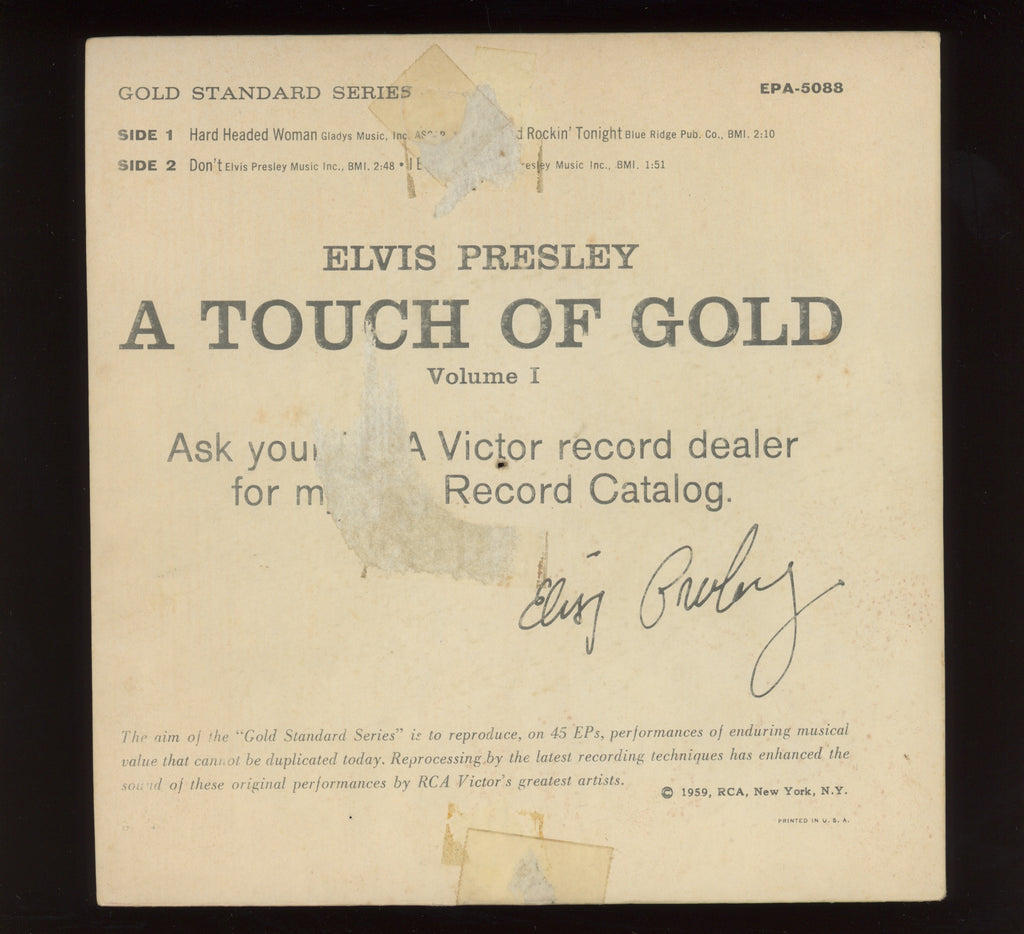 GOLD STANDARD SERIES
EPA-5088
SIDE 1 Hard Headed Woman Gladys Music, Inc. ASCAP Rockin' Tonight Blue Ridge Pub. Co., BMI. 2:10
SIDE 2 Don't Elvis Presley Music Inc., BMI. 2:48 • Music Inc., BMI. 1:51
ELVIS PRESLEY
A TOUCH OF GOLD
Volume I
Ask Victor record dealer
for Record Catalog.
Elvis Presley
The aim of the "Gold Standard Series" is to reproduce, on 45 EPs, performances of enduring musical
value that cannot be duplicated today. Reprocessing by the latest recording techniques has enhanced the
sound of these original performances by RCA Victor's greatest artists.
© 1959, RCA, New York, N.Y.
PRINTED IN U. S. A.